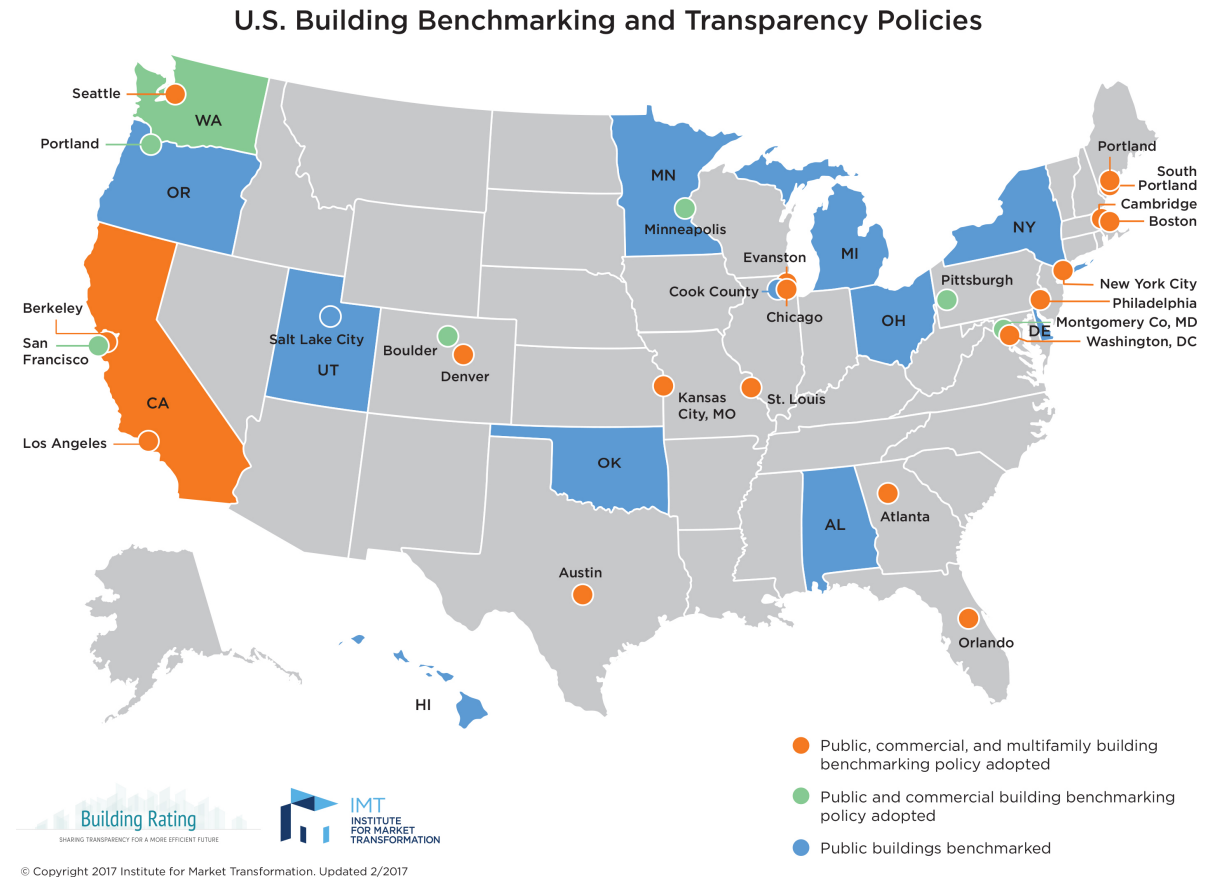 U.S. Building Benchmarking and Transparency Policies
Seattle
WA
Portland
OR
MN
Minneapolis
Portland
South
Portland
Cambridge
Boston
NY
MI
Evanston
Cook County
Chicago
Pittsburgh
New York City
Philadelphia
Montgomery Co, MD
DE
Washington, DC
OH
Berkeley
San
Francisco
Salt Lake City
UT
Boulder
Denver
CA
Los Angeles
Kansas
City, MO
St. Louis
OK
AL
Atlanta
Austin
Orlando
HI
Public, commercial, and multifamily building
benchmarking policy adopted
Public and commercial building benchmarking
policy adopted
Public buildings benchmarked
Building Rating
SHARING TRANSPARENCY FOR A MORE EFFICIENT FUTURE
IMT
INSTITUTE
FOR MARKET
TRANSFORMATION
© Copyright 2017 Institute for Market Transformation. Updated 2/2017